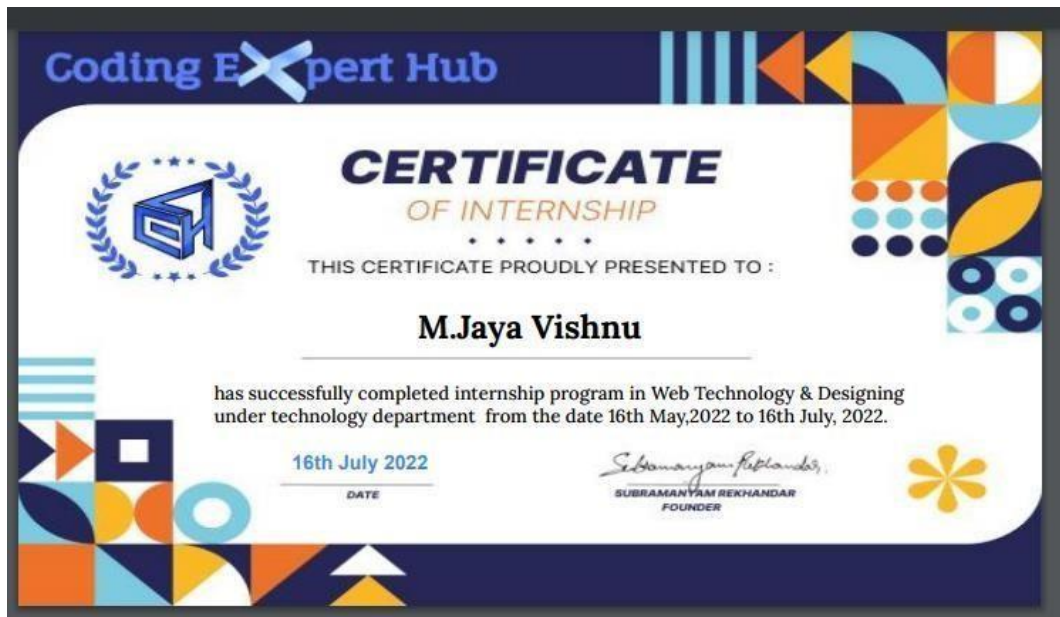 Coding Expert Hub
CERTIFICATE
OF INTERNSHIP
THIS CERTIFICATE PROUDLY PRESENTED TO :
M.Jaya Vishnu
has successfully completed internship program in Web Technology & Designing
under technology department from the date 16th May,2022 to 16th July, 2022.
16th July 2022
DATE
Subramanyam Rekhandar.
SUBRAMANYAM REKHANDAR
FOUNDER